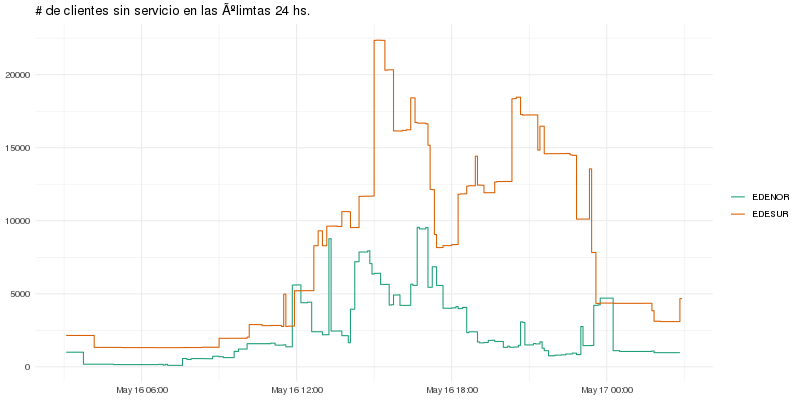 # de clientes sin servicio en las Ãºlimtas 24 hs.
20000
15000
10000
5000
0
May 16 06:00
May 16 12:00
May 16 18:00
May 17 00:00
EDENOR
EDESUR